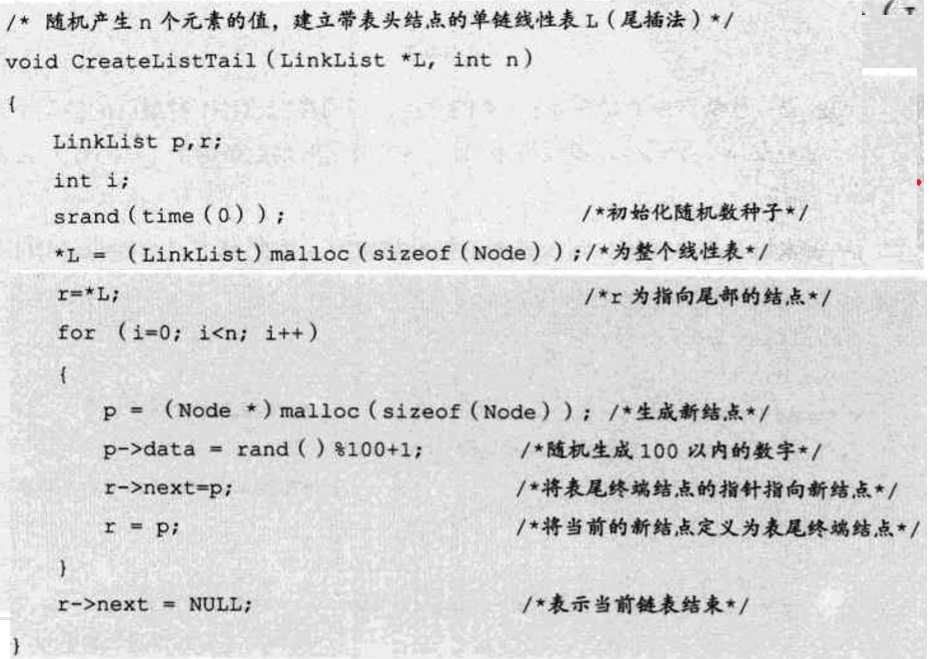 /* 随机产生 n 个元素的值，建立带表头结点的单链线性表 L（尾插法）*/
void CreateListTail(LinkList *L, int n)
{
LinkList p,r;
int i;
srand(time(0)); /*初始化随机数种子*/
*L = (LinkList)malloc(sizeof(Node));/*为整个线性表*/
r=*L; /*r 为指向尾部的结点*/
for (i=0; i<n; i++)
{
p = (Node *)malloc(sizeof(Node)); /*生成新结点*/
p->data = rand()%100+1; /*随机生成 100 以内的数字*/
r->next=p; /*将表尾终端结点的指针指向新结点*/
r = p; /*将当前的新结点定义为表尾终端结点*/
}
r->next = NULL; /*表示当前链表结束*/
}